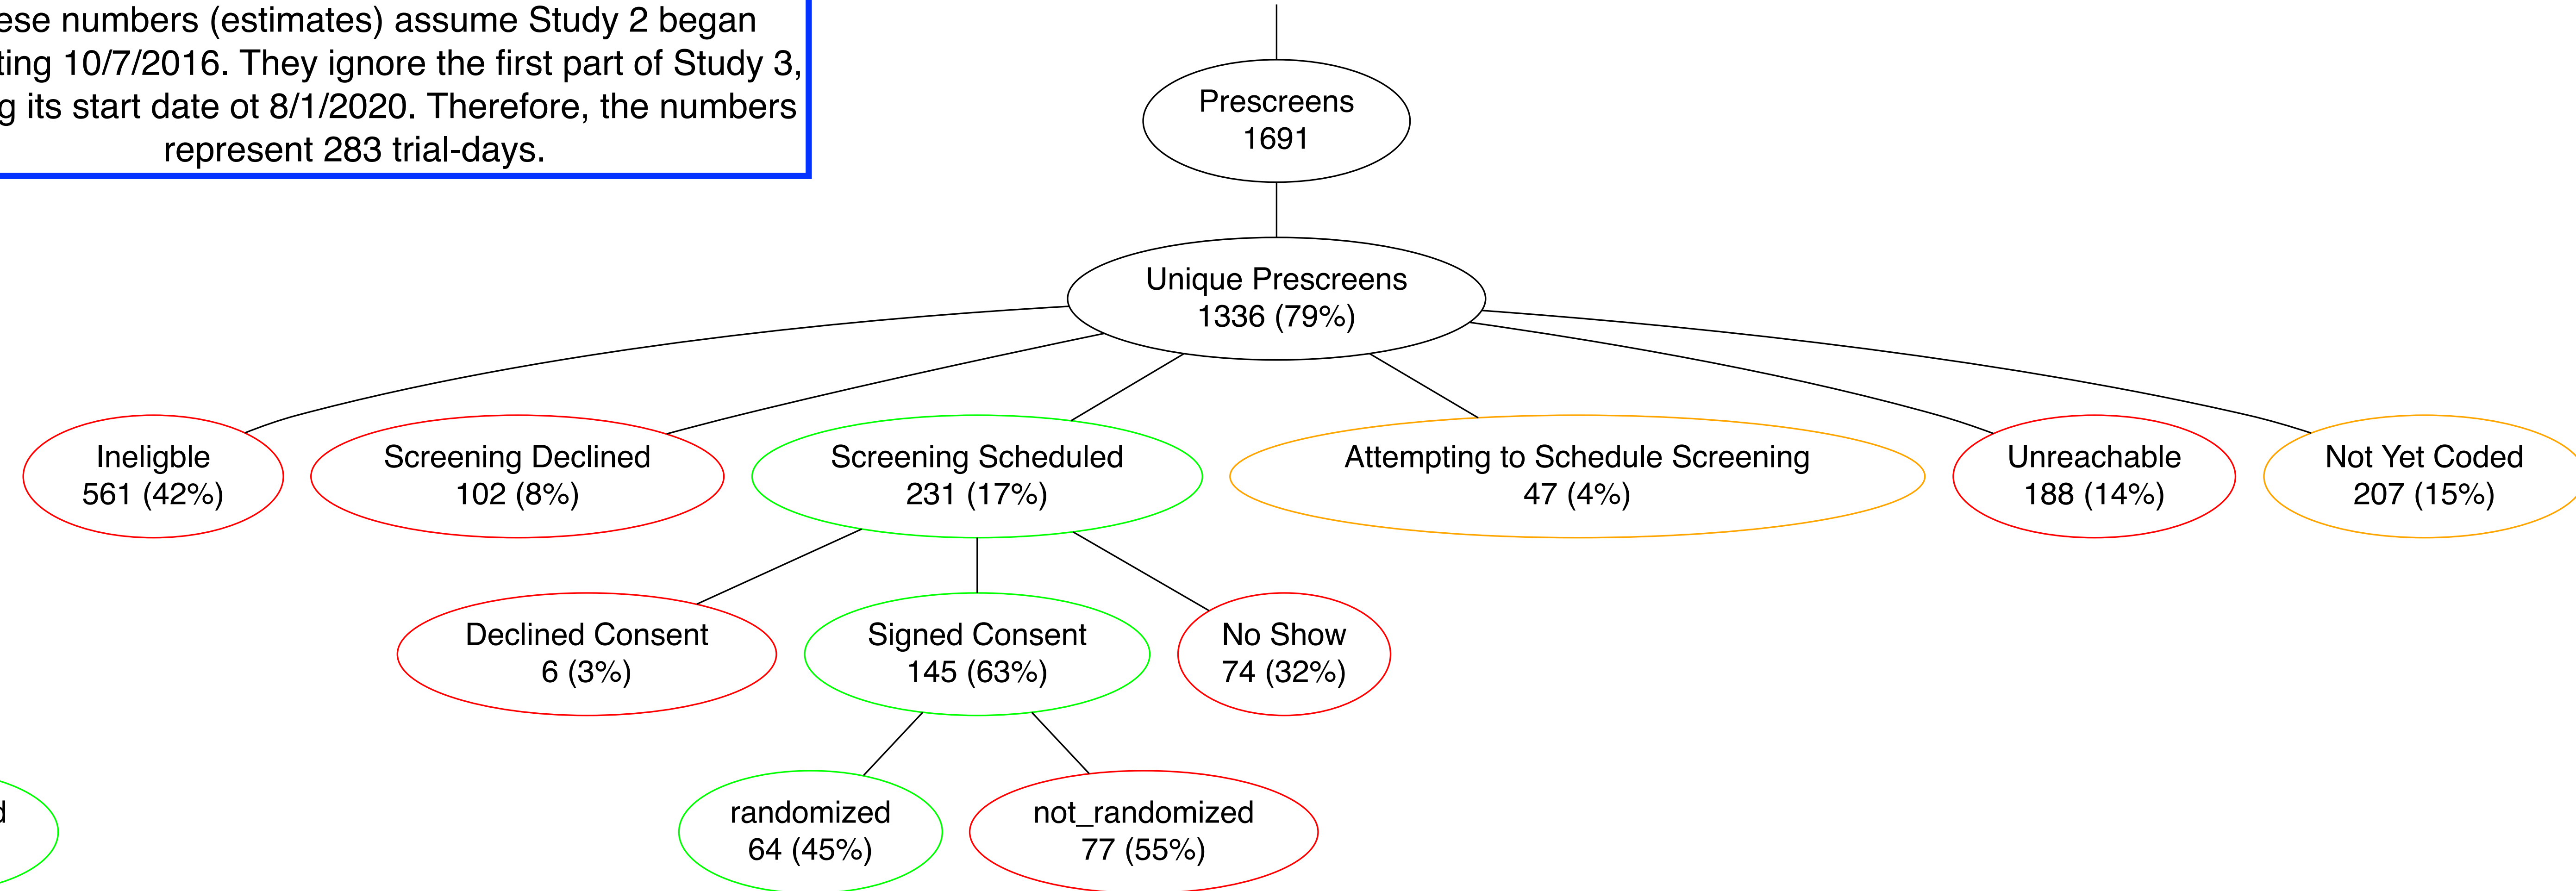 ese numbers (estimates) assume Study 2 began
ting 10/7/2016. They ignore the first part of Study 3,
g its start date ot 8/1/2020. Therefore, the numbers
represent 283 trial-days.
Prescreens
1691
Unique Prescreens
1336 (79%)
Ineligble
561 (42%)
Screening Declined
102 (8%)
Screening Scheduled
231 (17%)
Attempting to Schedule Screening
47 (4%)
Unreachable
188 (14%)
Not Yet Coded
207 (15%)
Declined Consent
6 (3%)
Signed Consent
145 (63%)
No Show
74 (32%)
d
randomized
64 (45%)
not_randomized
77 (55%)